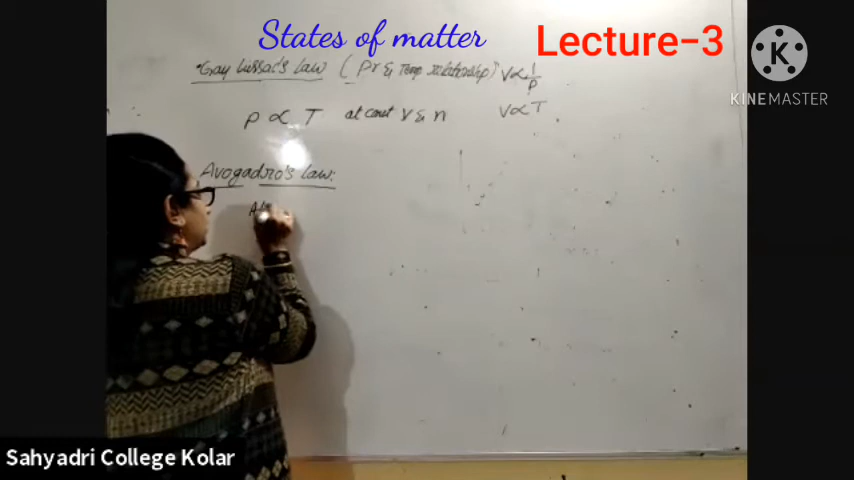 States of matter
Lecture-3
KINEMASTER
• Gay Lussac's Law ( Pr & Temp relationship) V∝1/P
P ∝ T at const V & n V∝T
Avogadro's law:
Sahyadri College Kolar